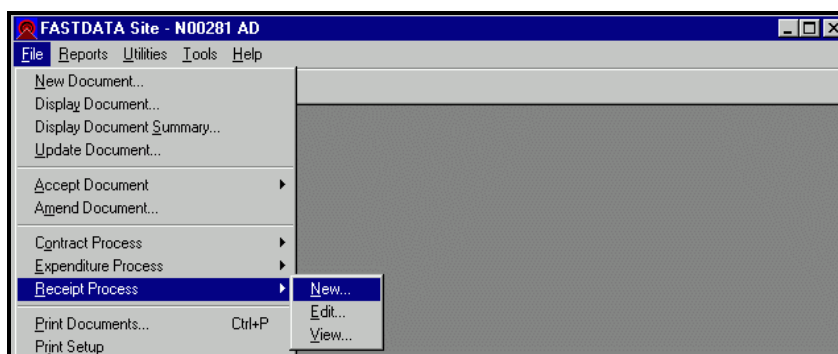 FASTDATA Site - N00281 AD
File Reports Utilities Tools Help
New Document...
Display Document...
Display Document Summary...
Update Document...
Accept Document
Amend Document...
Contract Process
Expenditure Process
Receipt Process
New...
Edit...
View...
Print Documents... Ctrl+P
Print Setup